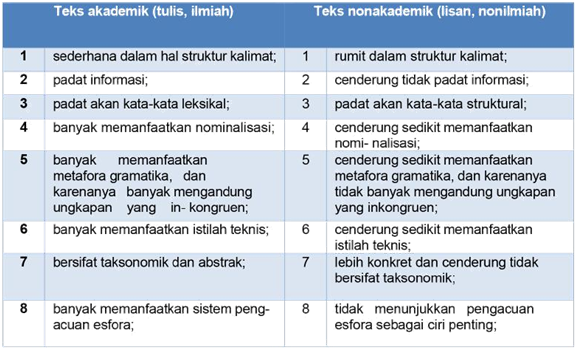 Teks akademik (tulis, ilmiah) Teks nonakademik (lisan, nonilmiah)
1 sederhana dalam hal struktur kalimat; 1 rumit dalam struktur kalimat;
2 padat informasi; 2 cenderung tidak padat informasi;
3 padat akan kata-kata leksikal; 3 padat akan kata-kata struktural;
4 banyak memanfaatkan nominalisasi; 4 cenderung sedikit memanfaatkan
nomi- nalisasi;
5 banyak memanfaatkan 5 cenderung sedikit memanfaatkan
metafora gramatika, dan metafora gramatika, dan karenanya
karenanya banyak mengandung tidak banyak mengandung ungkapan
ungkapan yang in- kongruen; yang inkongruen;
6 banyak memanfaatkan istilah teknis; 6 cenderung sedikit memanfaatkan
istilah teknis;
7 bersifat taksonomik dan abstrak; 7 lebih konkret dan cenderung tidak
bersifat taksonomik;
8 banyak memanfaatkan sistem peng- 8 tidak menunjukkan pengacuan
acuan esfora; esfora sebagai ciri penting;